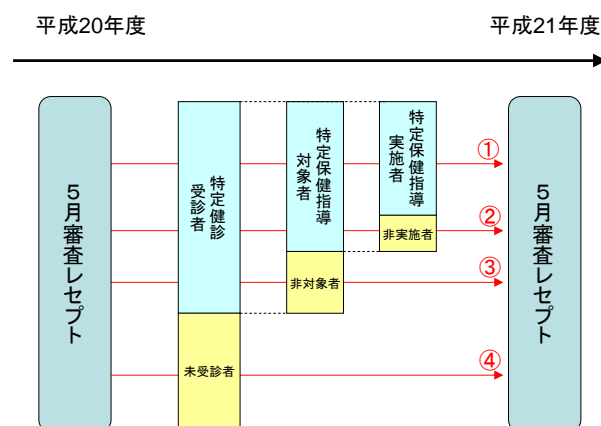 平成20年度
平成21年度
5月審査レセプト
特定健診
受診者
未受診者
特定保健指導
対象者
非対象者
特定保健指導
実施者
非実施者
①
②
③
④
5月審査レセプト